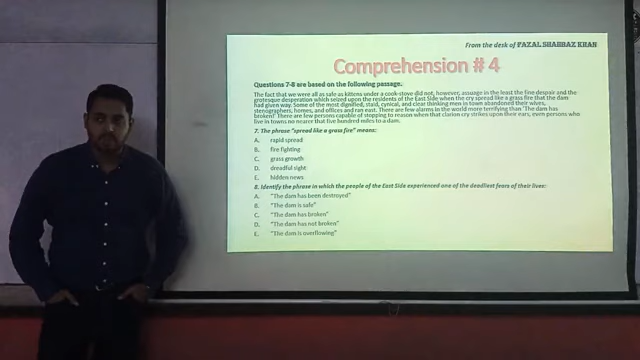 From the desk of FAZAL SHABBAZ KHAN
Comprehension # 4
Questions 7-8 are based on the following passage.
The fact that we were all as safe as kittens under a cook-stove did not, however, assuage in the least the fine despair and the
grotesque desperation which seized upon the residents of the East Side when the cry spread like a grass fire that the dam
had given way. Some of the most dignified, staid, cynical, and clear thinking men in town abandoned their wives,
stenographers, homes, and offices and ran east. There are few alarms in the world more terrifying than "The dam has
broken!" There are few persons capable of stopping to reason when that clarion cry strikes upon their ears, even persons who
live in towns no nearer that five hundred miles to a dam.
7. The phrase "spread like a grass fire" means:
A. rapid spread
B. fire fighting
C. grass growth
D. dreadful sight
E. hidden news
8. Identify the phrase in which the people of the East Side experienced one of the deadliest fears of their lives:
A. "The dam has been destroyed"
B. "The dam is safe"
C. "The dam has broken"
D. "The dam has not broken"
E. "The dam is overflowing"